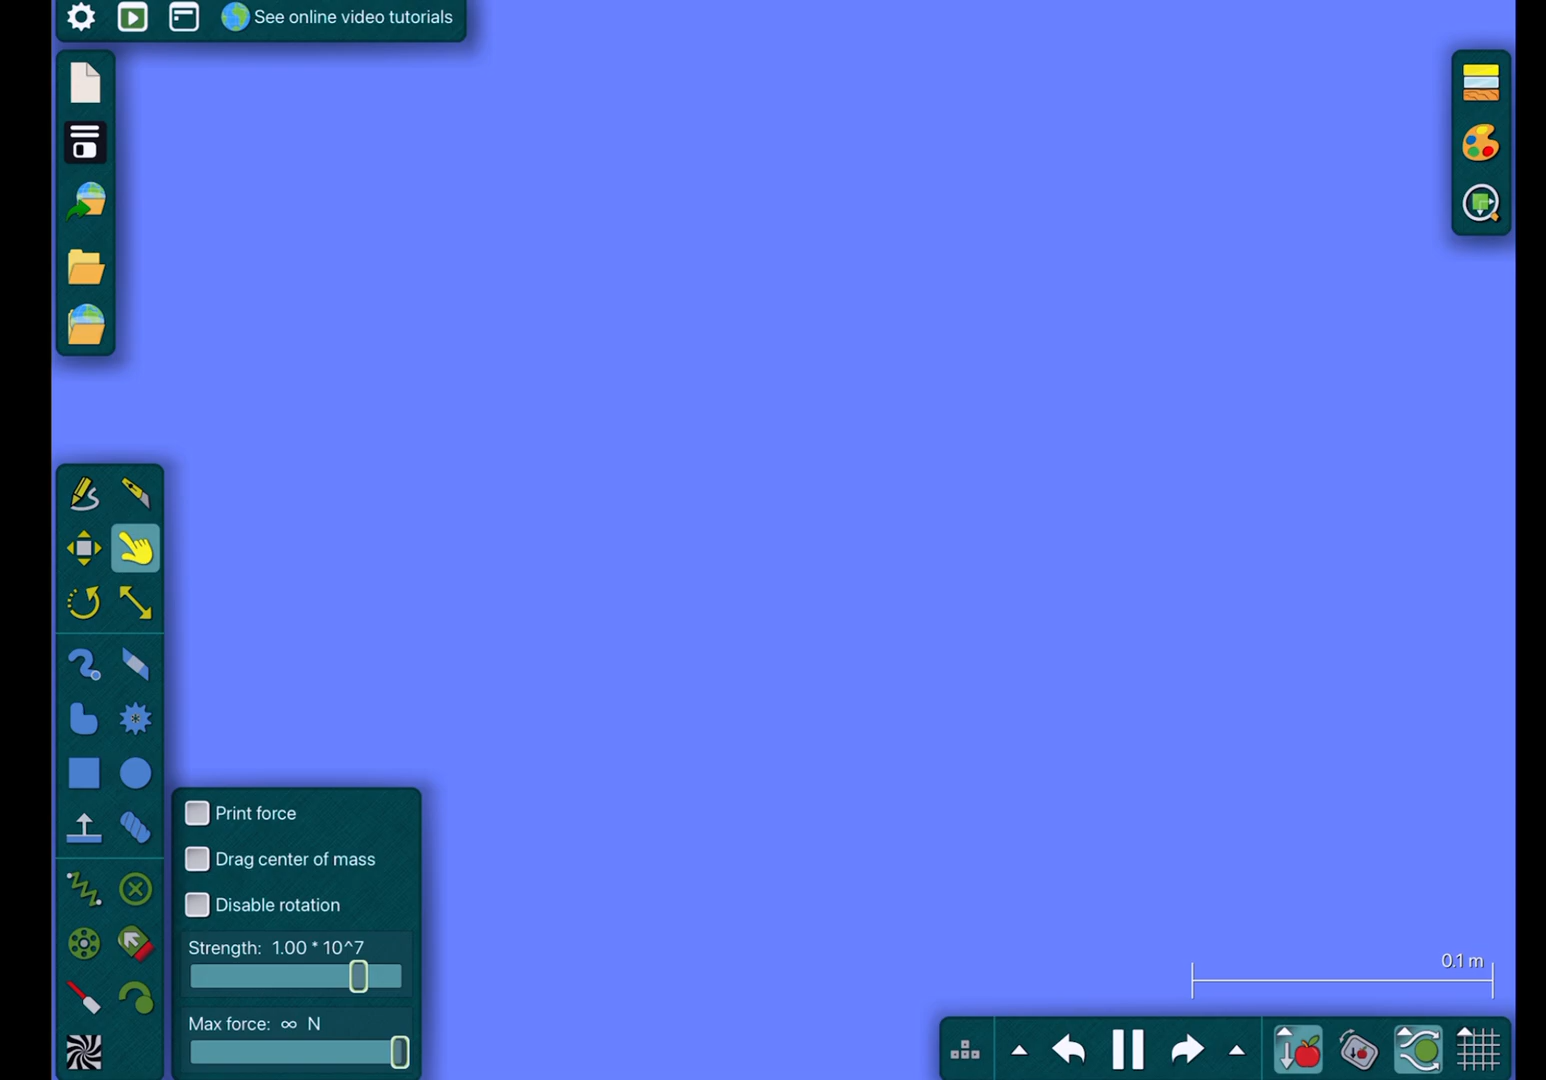 See online video tutorials
Print force
Drag center of mass
Disable rotation
Strength: 1.00 * 10^7
Max force: ∞ N
0.1 m